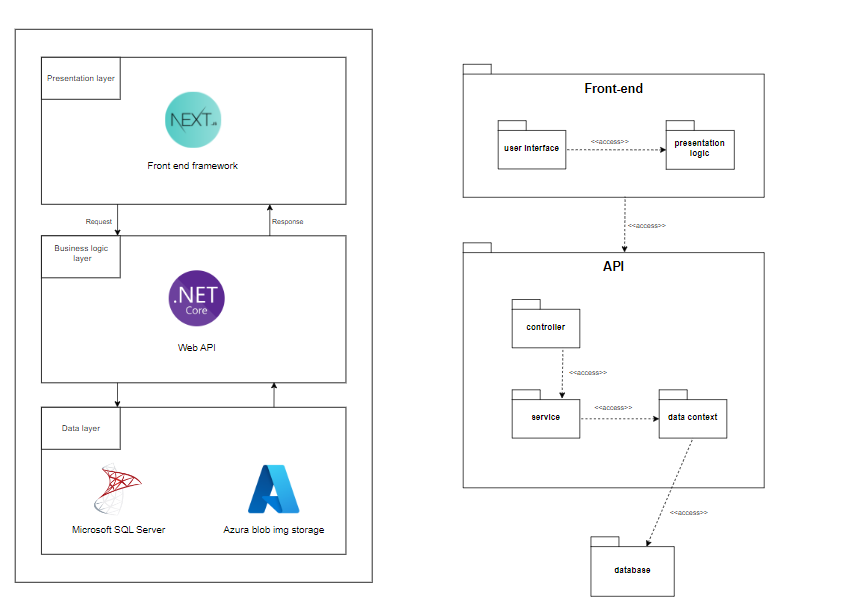 Presentation layer
NEXT.JS
Front end framework
Request
Response
Business logic
layer
.NET
Core
Web API
Data layer
Microsoft SQL Server
Azura blob img storage
Front-end
user interface
<<access>>
presentation
logic
<<access>>
API
controller
<<access>>
service
<<access>>
data context
<<access>>
database